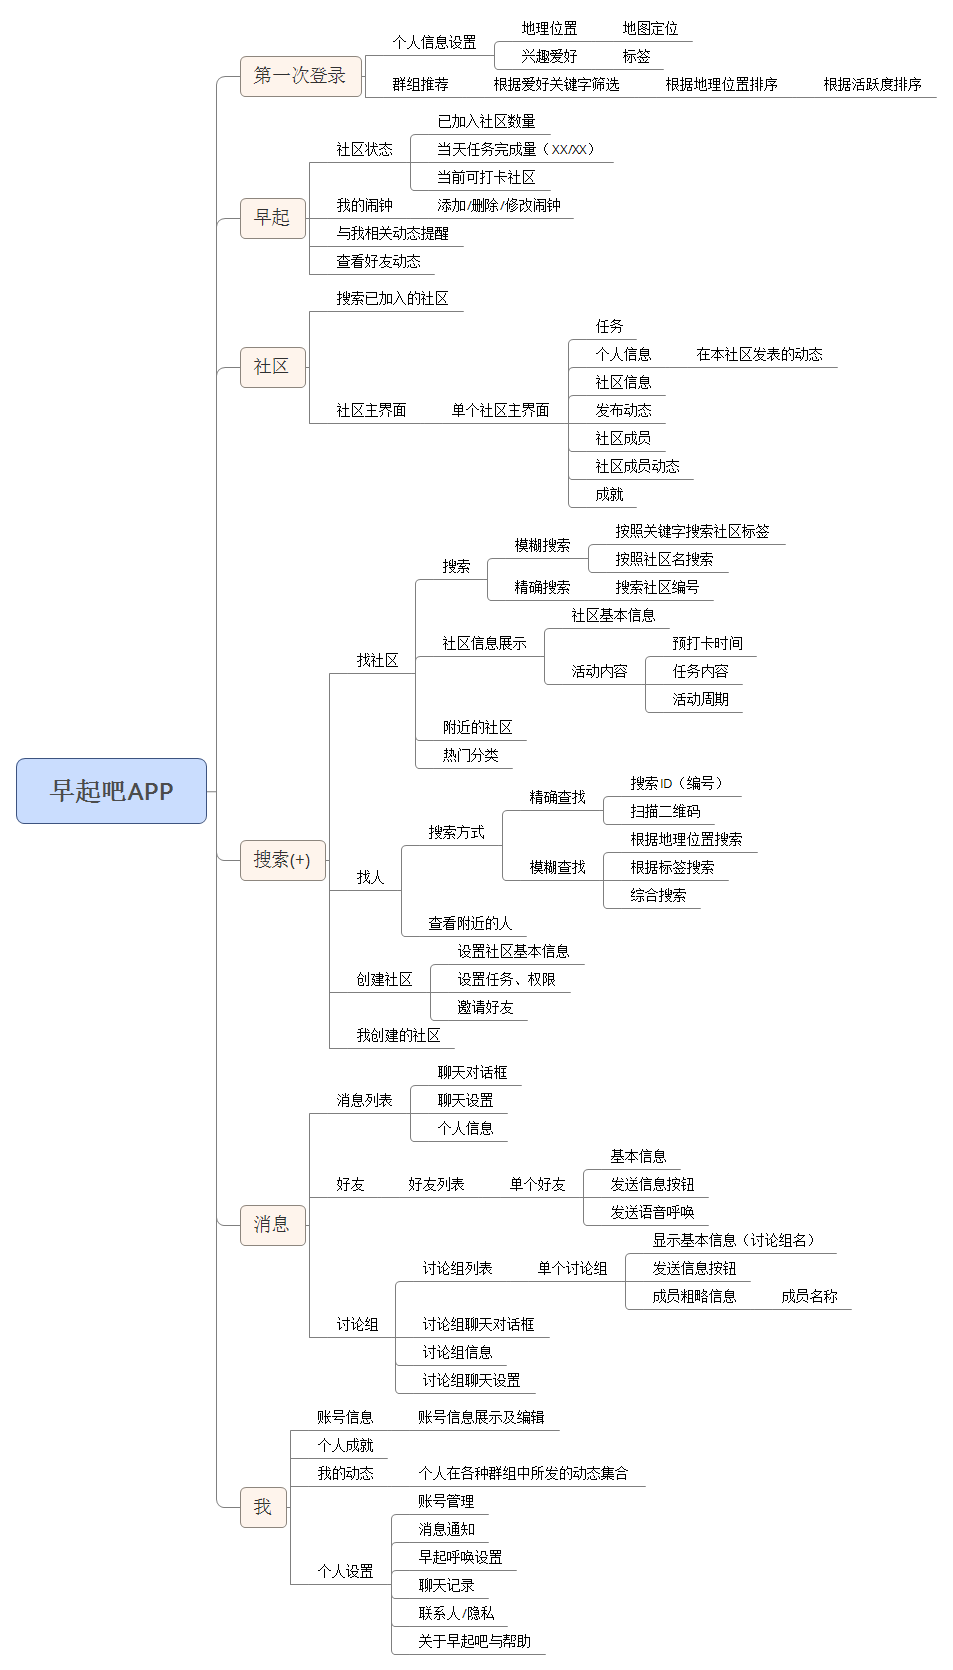 早起吧APP
第一次登录
个人信息设置
地理位置
地图定位
兴趣爱好
标签
群组推荐
根据爱好关键字筛选
根据地理位置排序
根据活跃度排序
早起
社区状态
已加入社区数量
当天任务完成量（XX/XX）
当前可打卡社区
我的闹钟
添加/删除/修改闹钟
与我相关动态提醒
查看好友动态
社区
搜索已加入的社区
社区主界面
单个社区主界面
任务
个人信息
在本社区发表的动态
社区信息
发布动态
社区成员
社区成员动态
成就
搜索(+)
找社区
搜索
模糊搜索
按照关键字搜索社区标签
按照社区名搜索
精确搜索
搜索社区编号
社区信息展示
社区基本信息
活动内容
预打卡时间
任务内容
活动周期
附近的社区
热门分类
找人
搜索方式
精确查找
搜索ID（编号）
扫描二维码
模糊查找
根据地理位置搜索
根据标签搜索
综合搜索
查看附近的人
创建社区
设置社区基本信息
设置任务、权限
邀请好友
我创建的社区
消息
消息列表
聊天对话框
聊天设置
个人信息
好友
好友列表
单个好友
基本信息
发送信息按钮
发送语音呼唤
讨论组
讨论组列表
单个讨论组
显示基本信息（讨论组名）
发送信息按钮
成员粗略信息
成员名称
讨论组聊天对话框
讨论组信息
讨论组聊天设置
我
账号信息
账号信息展示及编辑
个人成就
我的动态
个人在各种群组中所发的动态集合
个人设置
账号管理
消息通知
早起呼唤设置
聊天记录
联系人/隐私
关于早起吧与帮助